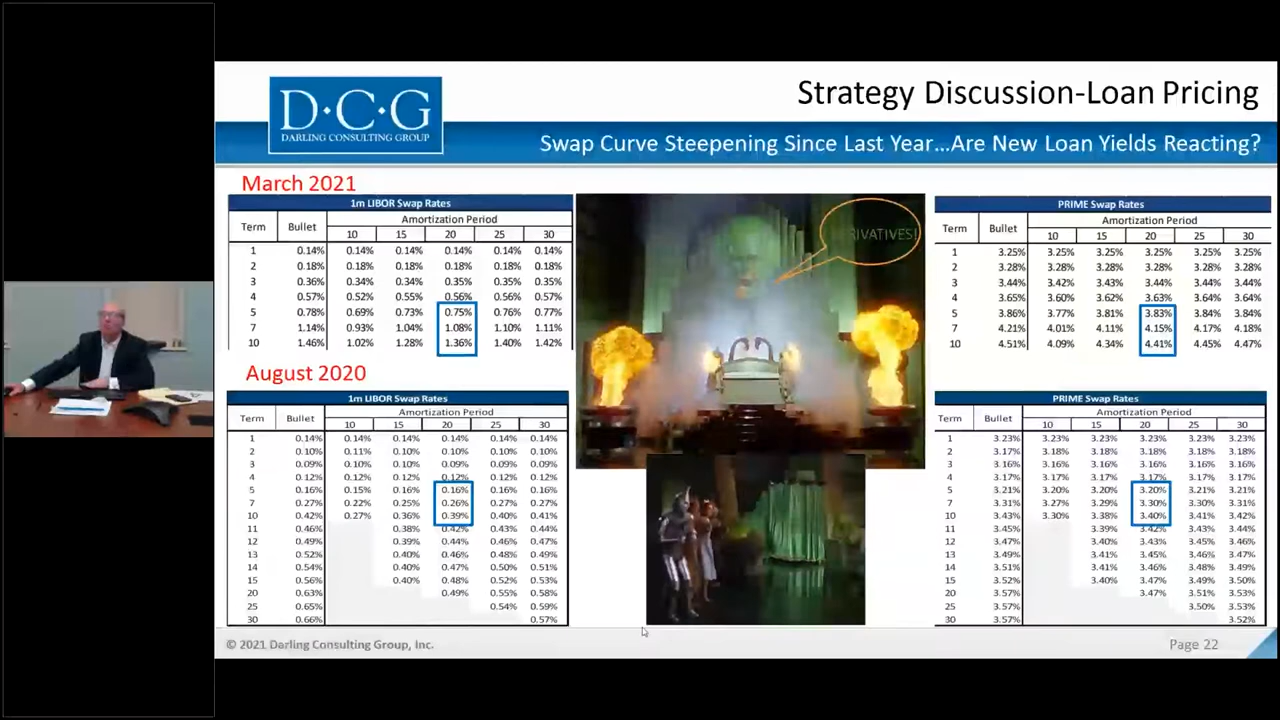 D·C·G
DARLING CONSULTING GROUP
Strategy Discussion-Loan Pricing
Swap Curve Steepening Since Last Year…Are New Loan Yields Reacting?
March 2021
1m LIBOR Swap Rates
Term Bullet Amortization Period
10 15 20 25 30
1 0.14% 0.14% 0.14% 0.14% 0.14% 0.14%
2 0.18% 0.18% 0.18% 0.18% 0.18% 0.18%
3 0.36% 0.34% 0.34% 0.35% 0.35% 0.35%
4 0.57% 0.52% 0.55% 0.56% 0.56% 0.57%
5 0.78% 0.69% 0.73% 0.75% 0.76% 0.77%
7 1.14% 0.93% 1.04% 1.08% 1.10% 1.11%
10 1.46% 1.02% 1.28% 1.36% 1.40% 1.42%
PRIME Swap Rates
Term Bullet Amortization Period
10 15 20 25 30
1 3.25% 3.25% 3.25% 3.25% 3.25% 3.25%
2 3.28% 3.28% 3.28% 3.28% 3.28% 3.28%
3 3.44% 3.42% 3.43% 3.44% 3.44% 3.44%
4 3.65% 3.60% 3.62% 3.63% 3.64% 3.64%
5 3.86% 3.77% 3.81% 3.83% 3.84% 3.84%
7 4.21% 4.01% 4.11% 4.15% 4.17% 4.18%
10 4.51% 4.09% 4.34% 4.41% 4.45% 4.47%
August 2020
1m LIBOR Swap Rates
Term Bullet Amortization Period
10 15 20 25 30
1 0.14% 0.14% 0.14% 0.14% 0.14% 0.14%
2 0.10% 0.11% 0.10% 0.10% 0.10% 0.10%
3 0.09% 0.10% 0.10% 0.09% 0.09% 0.09%
4 0.12% 0.12% 0.12% 0.12% 0.12% 0.12%
5 0.16% 0.15% 0.16% 0.16% 0.16% 0.16%
7 0.27% 0.22% 0.25% 0.26% 0.27% 0.27%
10 0.42% 0.27% 0.36% 0.39% 0.40% 0.41%
11 0.46% 0.38% 0.42% 0.43% 0.44%
12 0.49% 0.39% 0.44% 0.46% 0.47%
13 0.52% 0.40% 0.46% 0.48% 0.49%
14 0.54% 0.40% 0.47% 0.50% 0.51%
15 0.56% 0.40% 0.48% 0.52% 0.53%
20 0.63% 0.49% 0.55% 0.58%
25 0.65% 0.54% 0.59%
30 0.66% 0.57%
PRIME Swap Rates
Term Bullet Amortization Period
10 15 20 25 30
1 3.23% 3.23% 3.23% 3.23% 3.23% 3.23%
2 3.17% 3.18% 3.18% 3.18% 3.18% 3.18%
3 3.16% 3.16% 3.16% 3.16% 3.16% 3.16%
4 3.17% 3.17% 3.17% 3.17% 3.17% 3.17%
5 3.21% 3.20% 3.20% 3.20% 3.21% 3.21%
7 3.31% 3.27% 3.29% 3.30% 3.30% 3.31%
10 3.43% 3.30% 3.38% 3.40% 3.41% 3.42%
11 3.45% 3.39% 3.42% 3.43% 3.44%
12 3.47% 3.40% 3.43% 3.45% 3.46%
13 3.49% 3.41% 3.45% 3.46% 3.47%
14 3.51% 3.41% 3.46% 3.48% 3.49%
15 3.52% 3.40% 3.47% 3.49% 3.50%
20 3.57% 3.47% 3.51% 3.53%
25 3.57% 3.50% 3.53%
30 3.57% 3.52%
© 2021 Darling Consulting Group, Inc.
Page 22